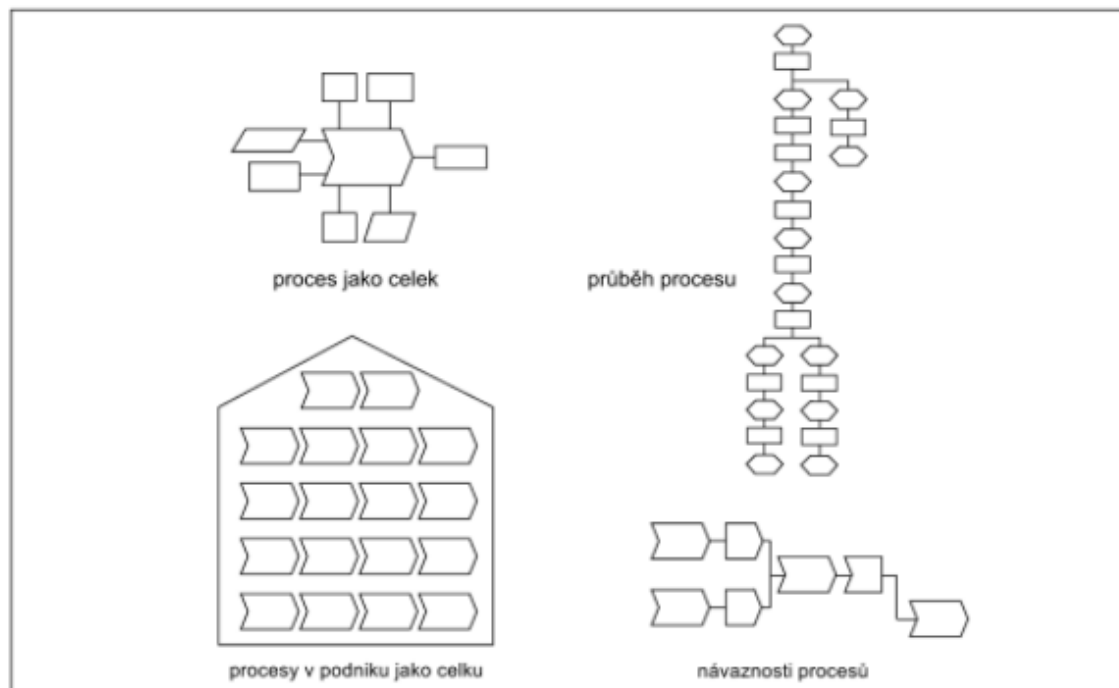 proces jako celek
průběh procesu
procesy v podniku jako celku
návaznosti procesů